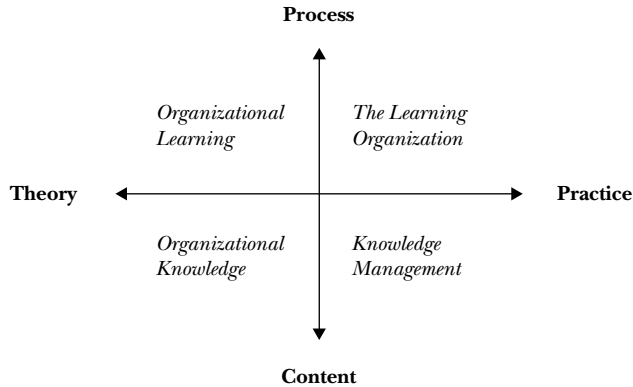 Process
Organizational
Learning
The Learning
Organization
Theory
Practice
Organizational
Knowledge
Knowledge
Management
Content